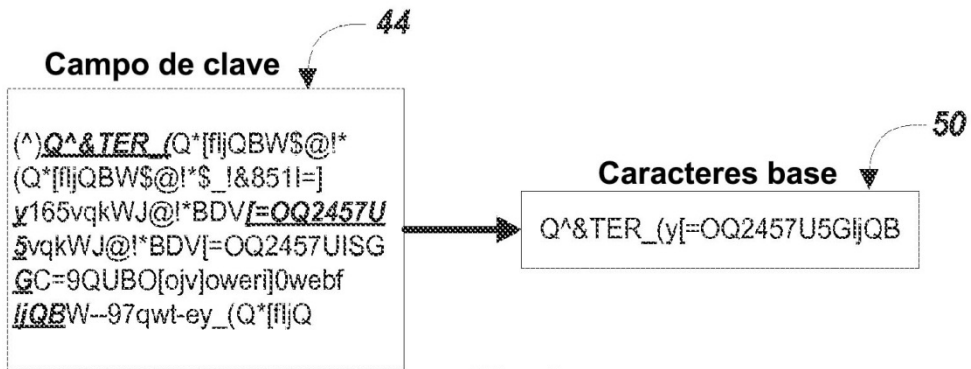 44
Campo de clave
(^)Q^&TER_(Q*[fljQBW$@!*
(Q*[fljQBW$@!*$_!&851I=]
y165vqkWJ@!*BDV[=OQ2457U
5vqkWJ@!*BDV[=OQ2457UISG
GC=9QUBO[ojv]oweri]0webf
ljQBW--97qwt-ey_(Q*[fljQ
50
Caracteres base
Q^&TER_(y[=OQ2457U5GljQB